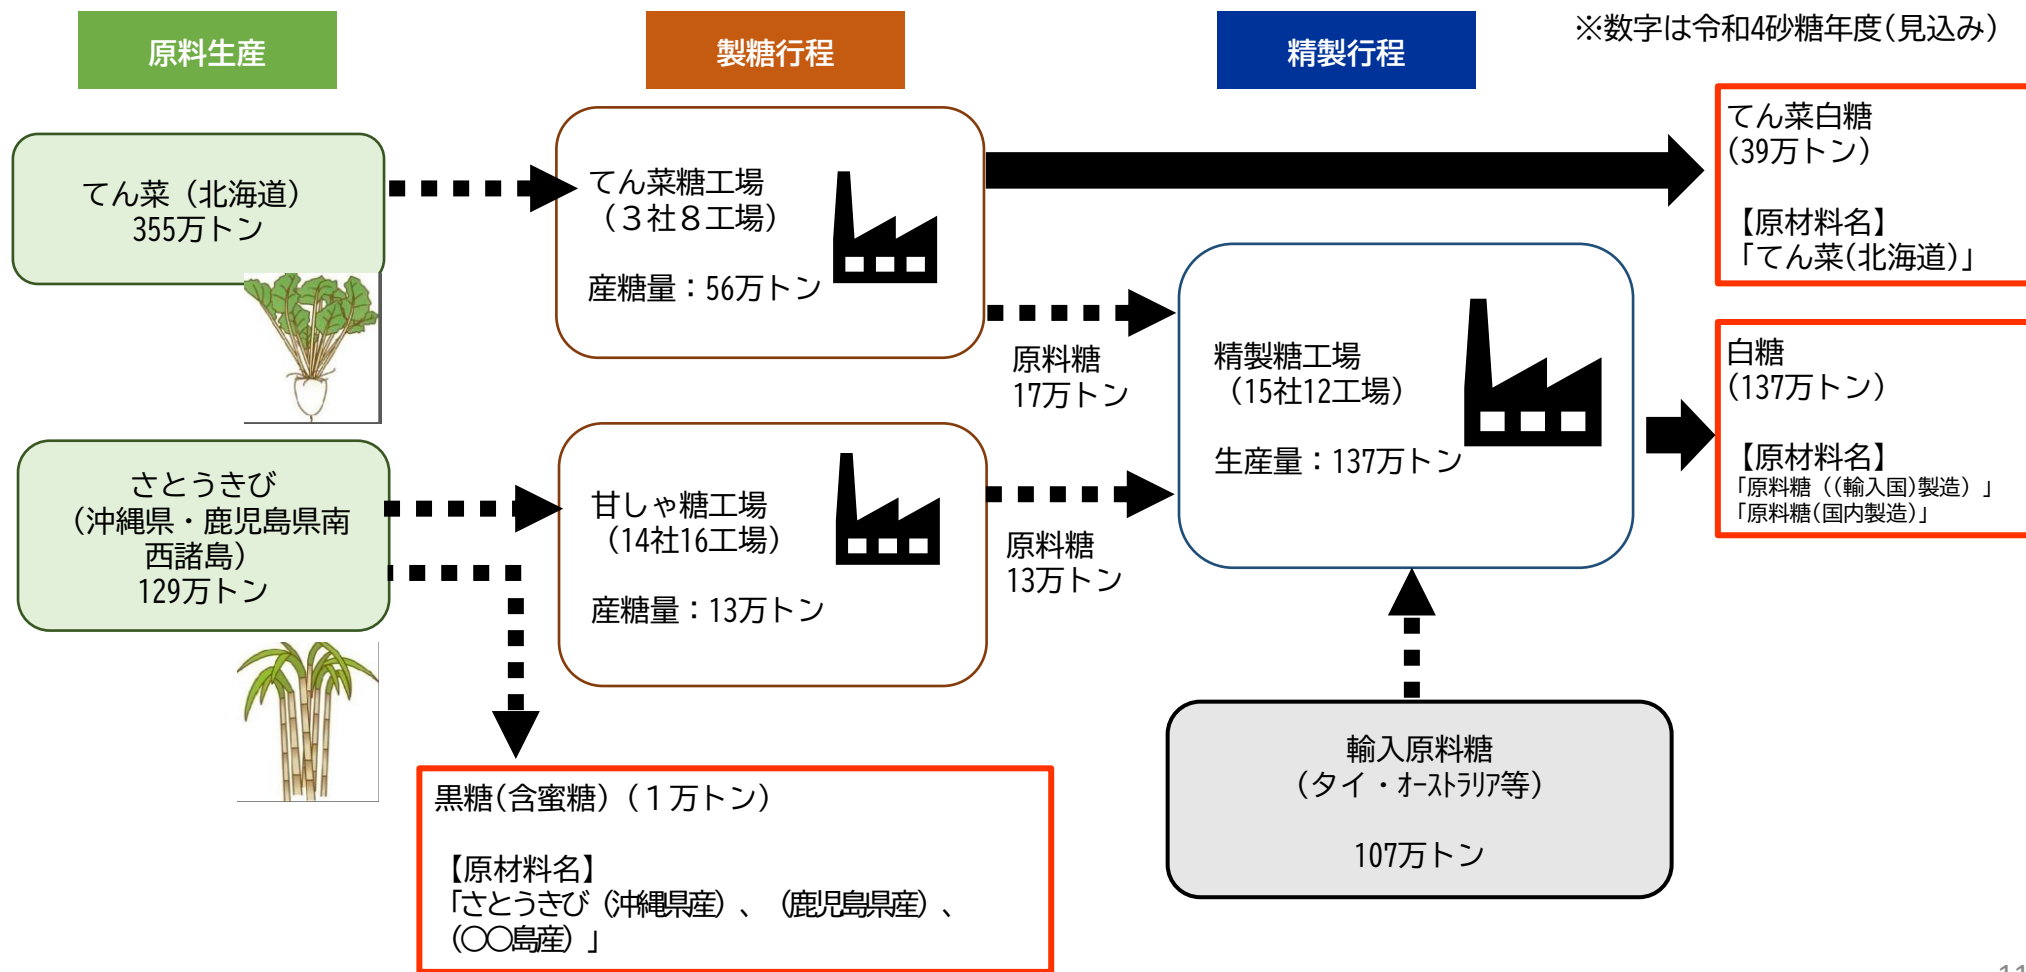 原料生産
製糖行程
精製行程
※数字は令和4砂糖年度(見込み)
てん菜（北海道）
355万トン
てん菜糖工場
（３社８工場）
産糖量：56万トン
てん菜白糖
(39万トン)
【原材料名】
「てん菜(北海道)」
原料糖
17万トン
精製糖工場
(15社12工場)
生産量：137万トン
白糖
(137万トン)
【原材料名】
「原料糖（(輸入国)製造）」
「原料糖(国内製造)」
さとうきび
(沖縄県・鹿児島県南
西諸島)
129万トン
甘しゃ糖工場
(14社16工場)
産糖量：13万トン
原料糖
13万トン
輸入原料糖
(タイ・ｵｰｽﾄﾗﾘｱ等)
107万トン
黒糖(含蜜糖)（１万トン）
【原材料名】
「さとうきび（沖縄県産）、（鹿児島県産）、
（〇〇島産）」
11